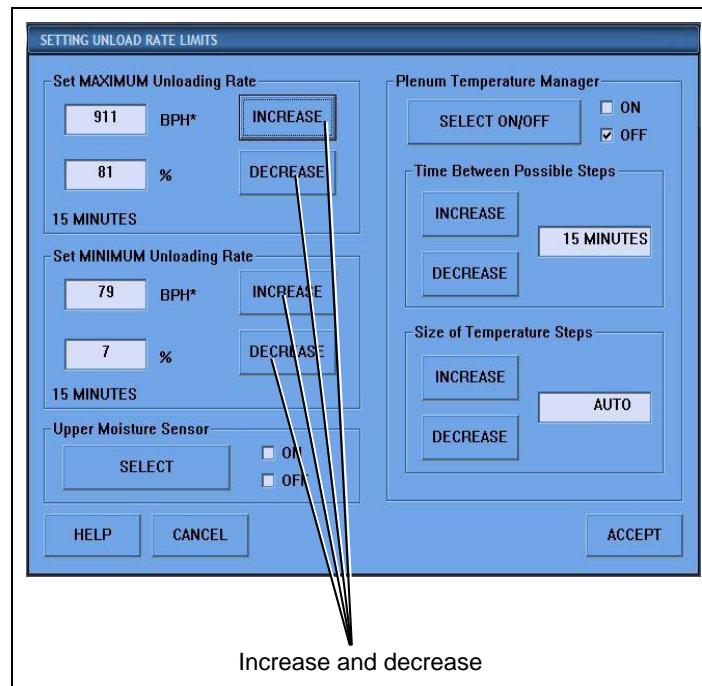 SETTING UNLOAD RATE LIMITS
Set MAXIMUM Unloading Rate
911 BPH* INCREASE
81 % DECREASE
15 MINUTES
Set MINIMUM Unloading Rate
79 BPH* INCREASE
7 % DECREASE
15 MINUTES
Upper Moisture Sensor
SELECT
ON
OFF
Plenum Temperature Manager
SELECT ON/OFF
ON
OFF
Time Between Possible Steps
INCREASE
15 MINUTES
DECREASE
Size of Temperature Steps
INCREASE
AUTO
DECREASE
HELP CANCEL ACCEPT
Increase and decrease